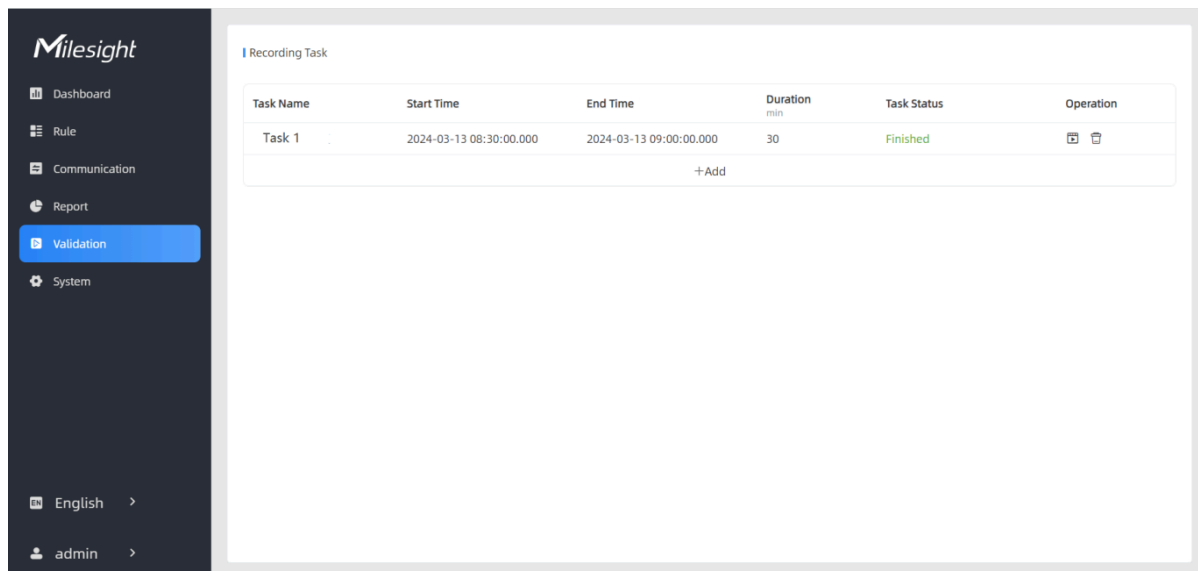 Milesight
Dashboard
Rule
Communication
Report
Validation
System
EN English >
admin >
Recording Task
Task Name Start Time End Time Duration min Task Status Operation
Task 1 2024-03-13 08:30:00.000 2024-03-13 09:00:00.000 30 Finished
+Add